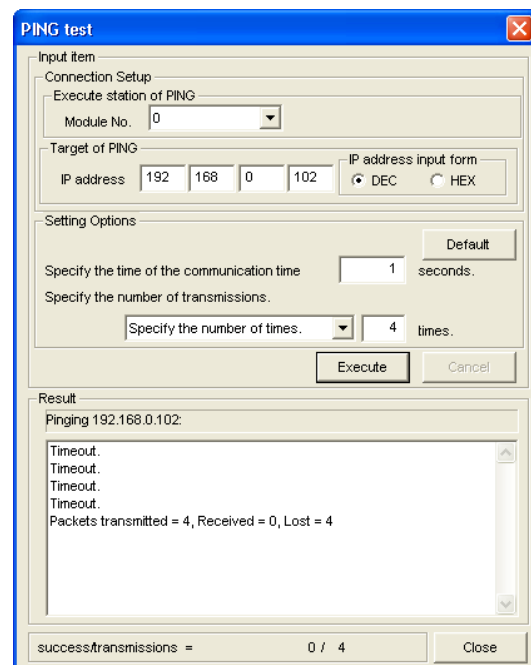 PING test
Input item
Connection Setup
Execute station of PING
Module No. 0
Target of PING
IP address input form
IP address 192 168 0 102 DEC HEX
Setting Options
Default
Specify the time of the communication time 1 seconds.
Specify the number of transmissions.
Specify the number of times. 4 times.
Execute Cancel
Result
Pinging 192.168.0.102:
Timeout.
Timeout.
Timeout.
Timeout.
Packets transmitted = 4, Received = 0, Lost = 4
success/transmissions = 0 / 4 Close